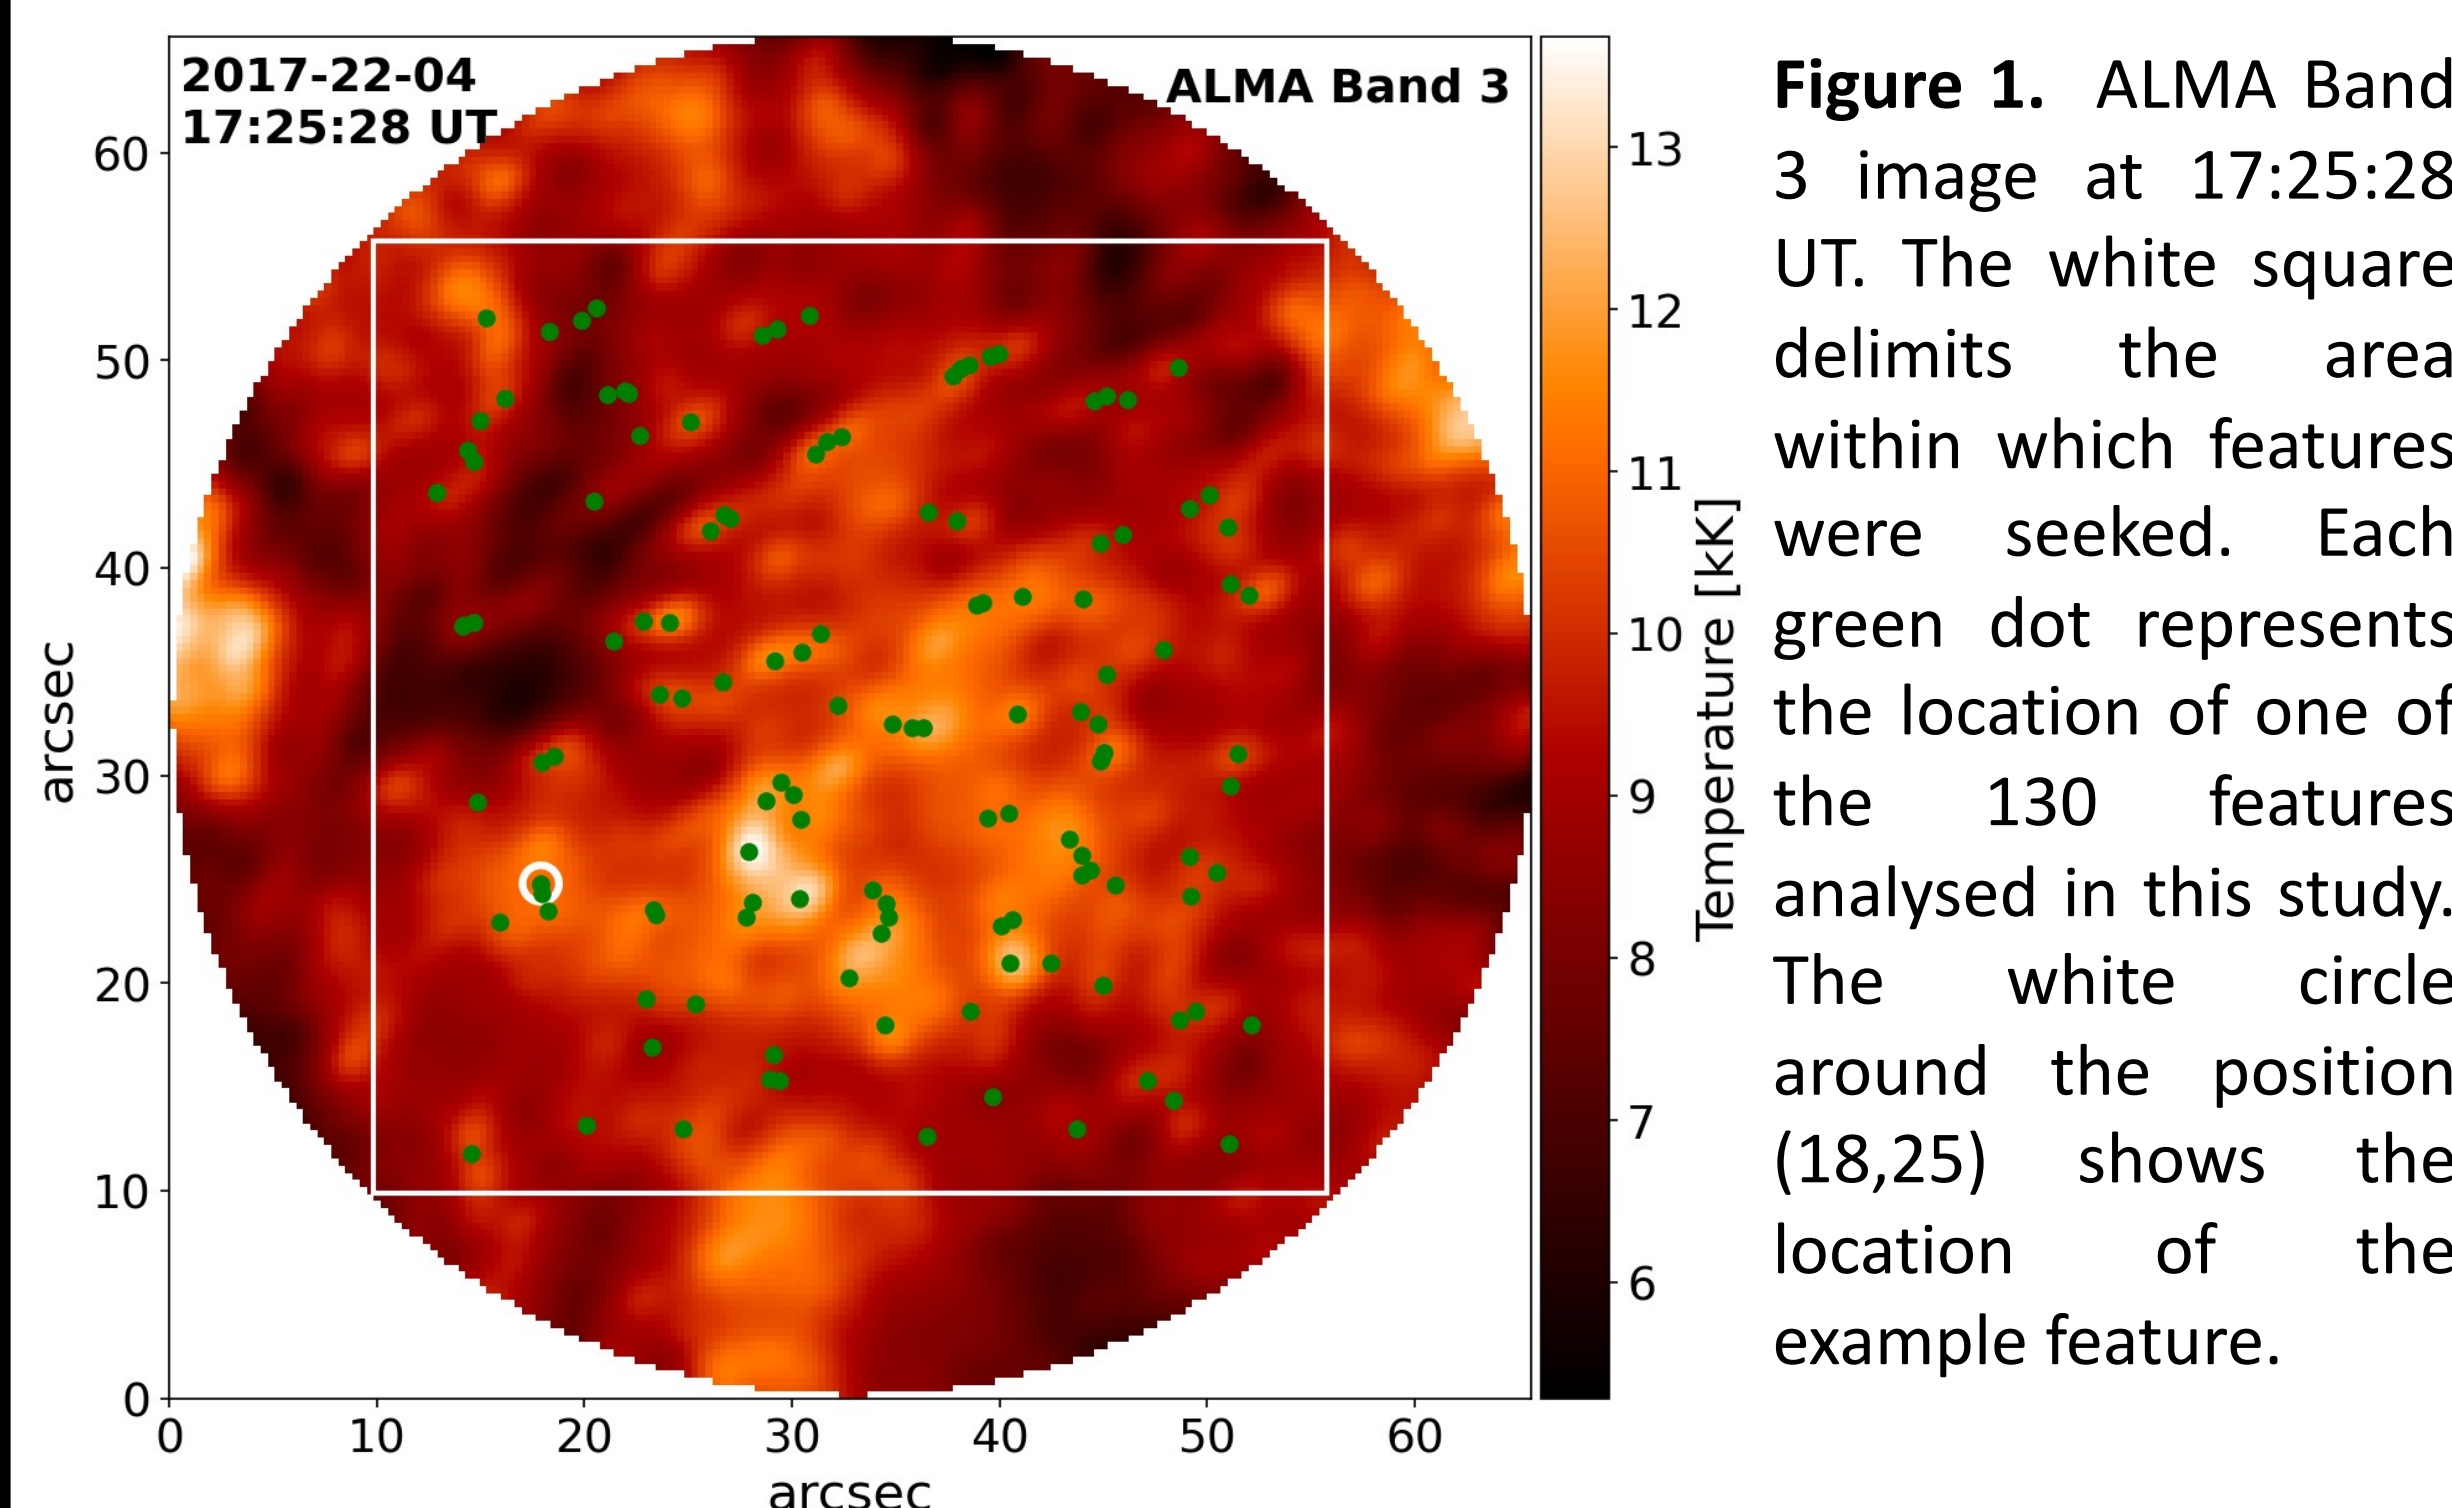 2017-22-04
17:25:28 UT
ALMA Band 3
60
50
40
30
20
10
0
arcsec
0 10 20 30 40 50 60
arcsec
13
12
11
10
9
8
7
6
Temperature [kK]
Figure 1. ALMA Band
3 image at 17:25:28
UT. The white square
delimits the area
within which features
were seeked. Each
green dot represents
the location of one of
the 130 features
analysed in this study.
The white circle
around the position
(18,25) shows the
location of the
example feature.